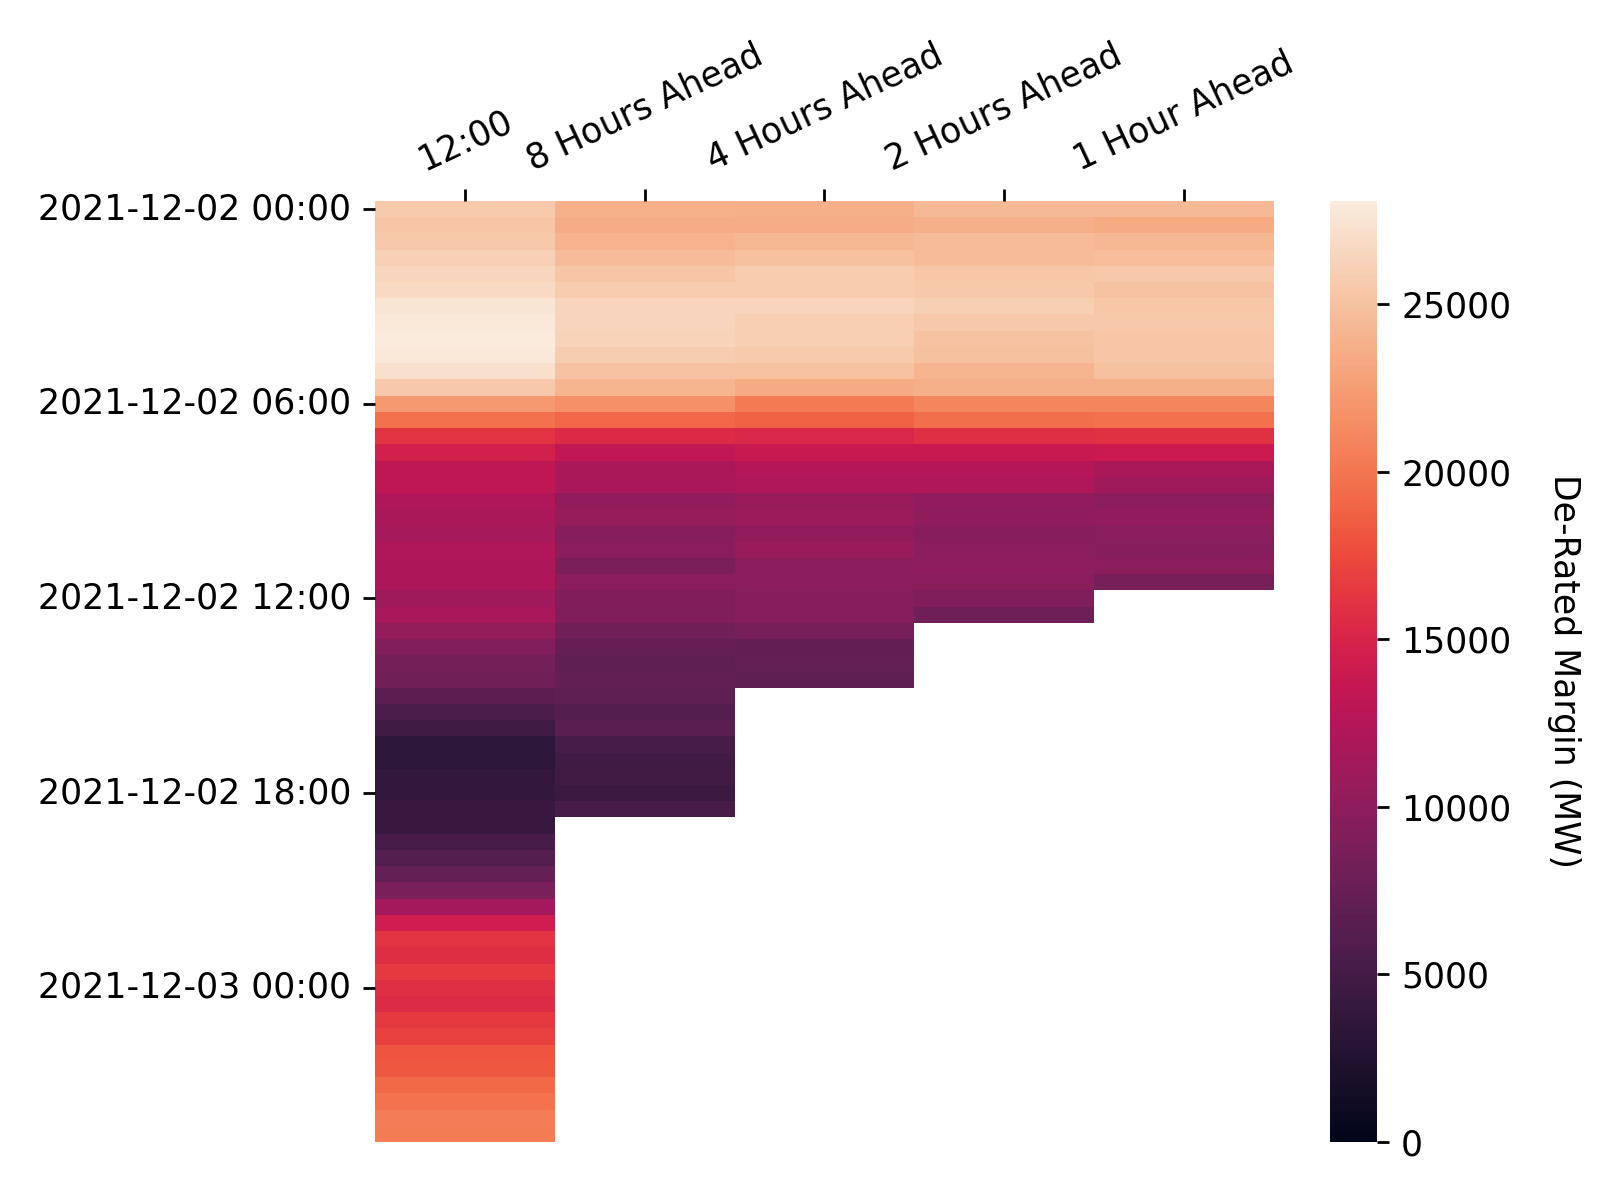 12:00
8 Hours Ahead
4 Hours Ahead
2 Hours Ahead
1 Hour Ahead
2021-12-02 00:00
2021-12-02 06:00
2021-12-02 12:00
2021-12-02 18:00
2021-12-03 00:00
25000
20000
15000
10000
5000
0
De-Rated Margin (MW)